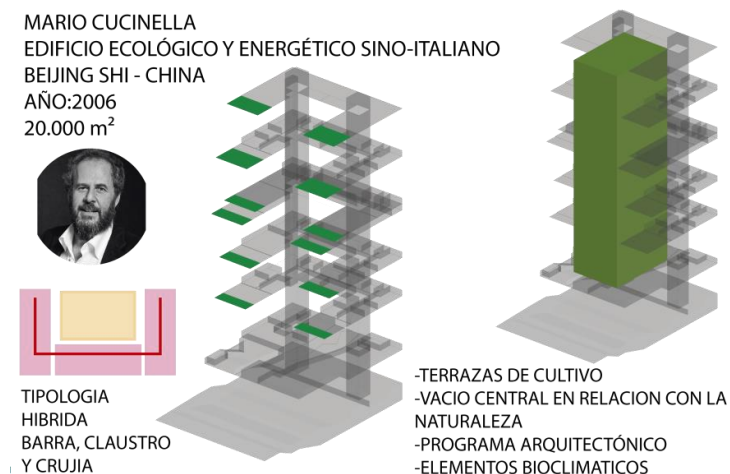 MARIO CUCINELLA
EDIFICIO ECOLÓGICO Y ENERGÉTICO SINO-ITALIANO
BEIJING SHI - CHINA
AÑO:2006
20.000 m²
TIPOLOGIA
HIBRIDA
BARRA, CLAUSTRO
Y CRUJIA
-TERRAZAS DE CULTIVO
-VACIO CENTRAL EN RELACION CON LA
NATURALEZA
-PROGRAMA ARQUITECTÓNICO
-ELEMENTOS BIOCLIMATICOS